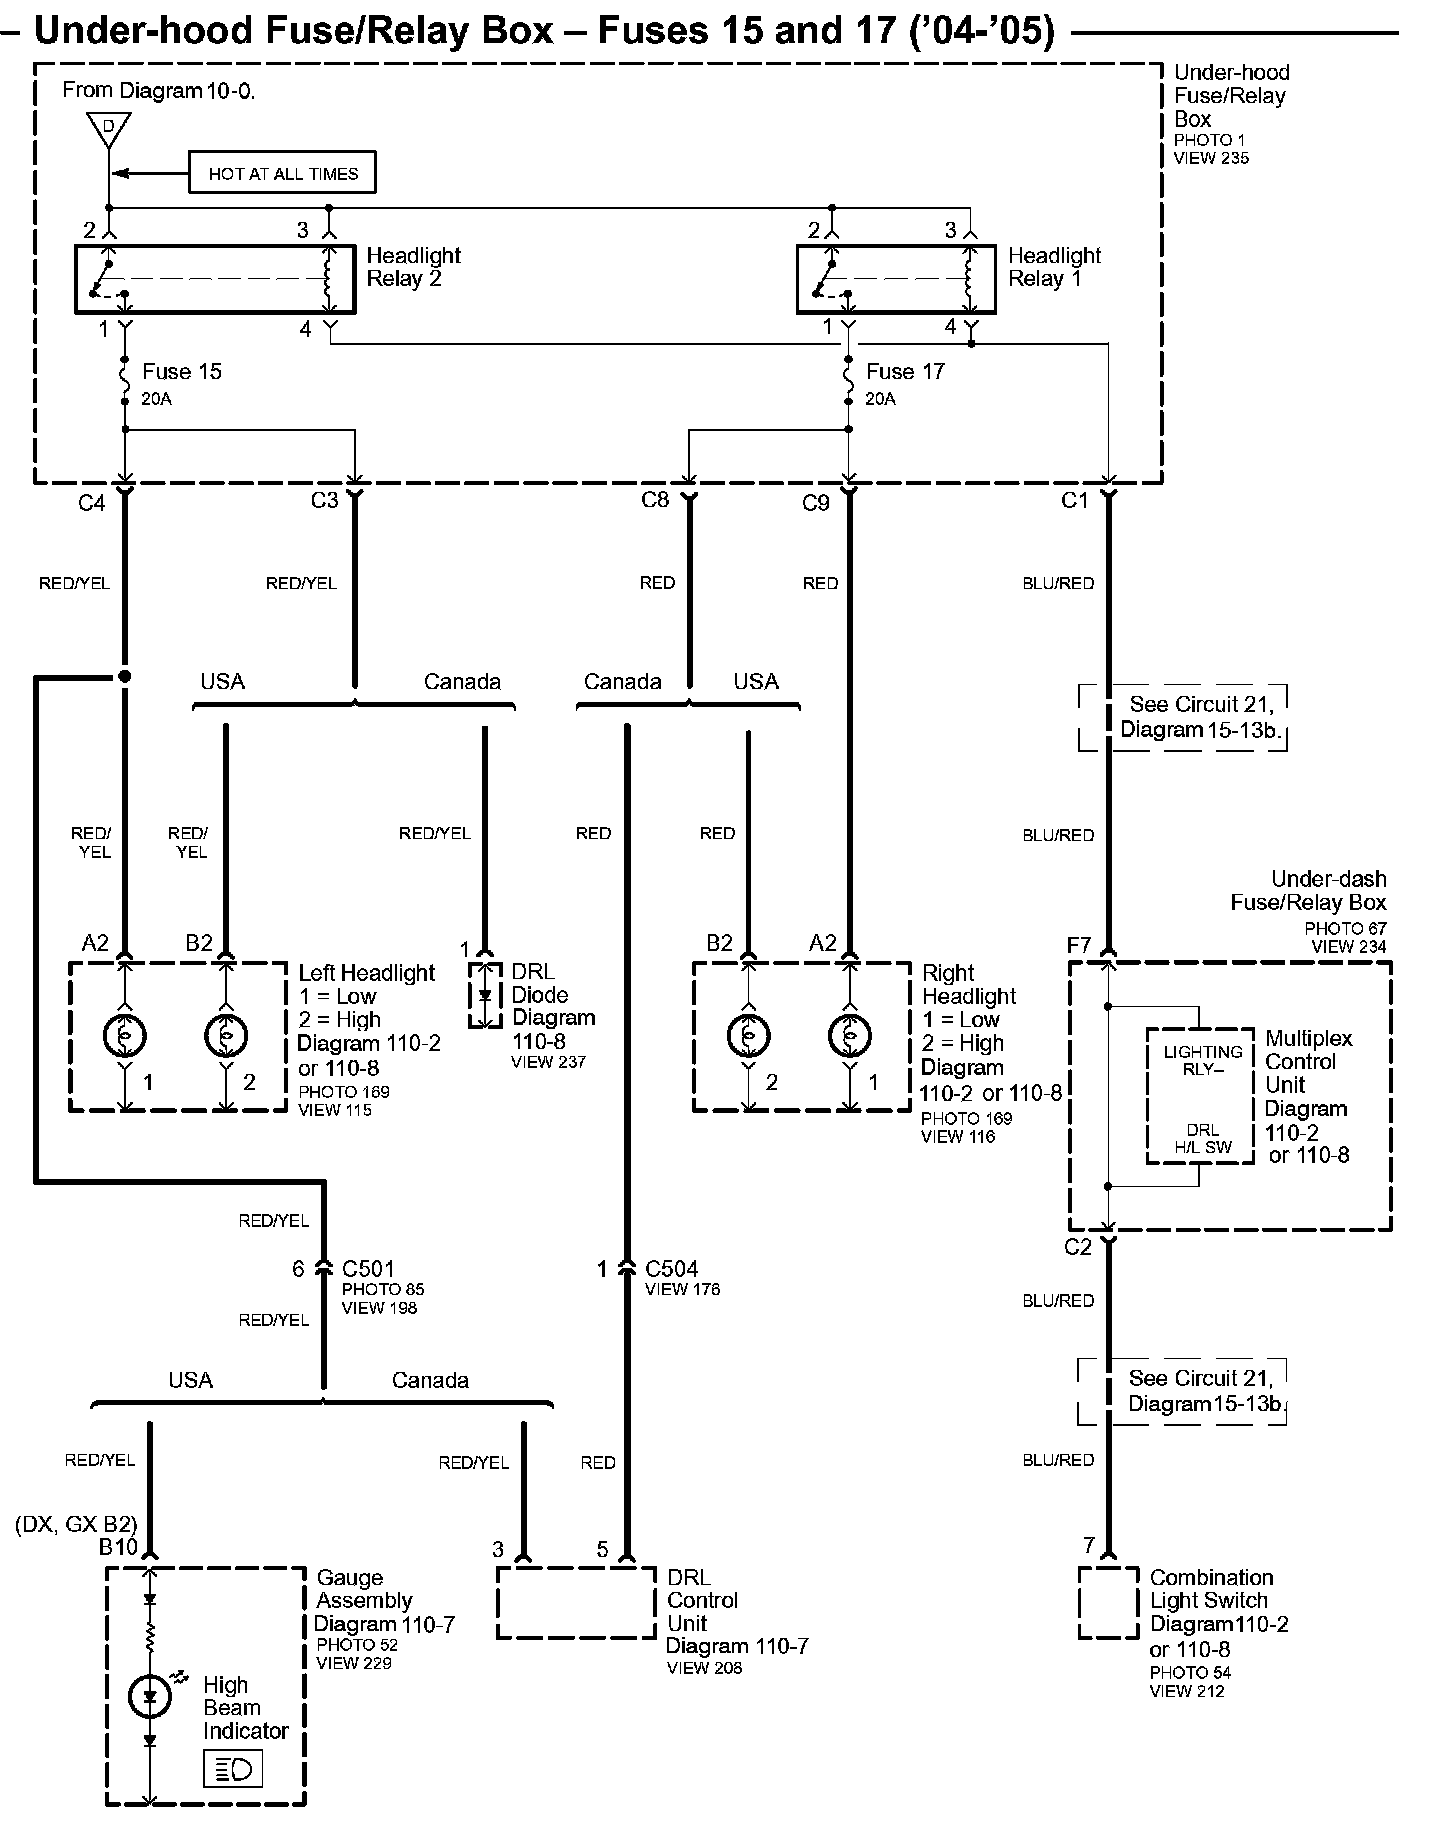 – Under-hood Fuse/Relay Box – Fuses 15 and 17 (’04-’05)
Under-hood
Fuse/Relay
Box
PHOTO 1
VIEW 235
From Diagram 10-0.
D
HOT AT ALL TIMES
2
3
Headlight
Relay 2
1
4
2
3
Headlight
Relay 1
1
4
Fuse 15
20A
Fuse 17
20A
C4
C3
C8
C9
C1
RED/YEL
RED/YEL
RED
RED
BLU/RED
USA
Canada
Canada
USA
See Circuit 21,
Diagram 15-13b.
RED/
YEL
RED/
YEL
RED/YEL
RED
RED
BLU/RED
Under-dash
Fuse/Relay Box
PHOTO 67
VIEW 234
A2
B2
1
B2
A2
F7
Left Headlight
1 = Low
2 = High
Diagram 110-2
or 110-8
PHOTO 169
VIEW 115
1
2
DRL
Diode
Diagram
110-8
VIEW 237
2
1
Right
Headlight
1 = Low
2 = High
Diagram
110-2 or 110-8
PHOTO 169
VIEW 116
LIGHTING
RLY–
DRL
H/L SW
Multiplex
Control
Unit
Diagram
110-2
or 110-8
C2
RED/YEL
6
C501
PHOTO 85
VIEW 198
RED/YEL
1
C504
VIEW 176
BLU/RED
USA
Canada
See Circuit 21,
Diagram 15-13b.
RED/YEL
RED/YEL
RED
BLU/RED
(DX, GX B2)
B10
3
5
7
Gauge
Assembly
Diagram 110-7
PHOTO 52
VIEW 229
High
Beam
Indicator
DRL
Control
Unit
Diagram 110-7
VIEW 208
Combination
Light Switch
Diagram 110-2
or 110-8
PHOTO 54
VIEW 212